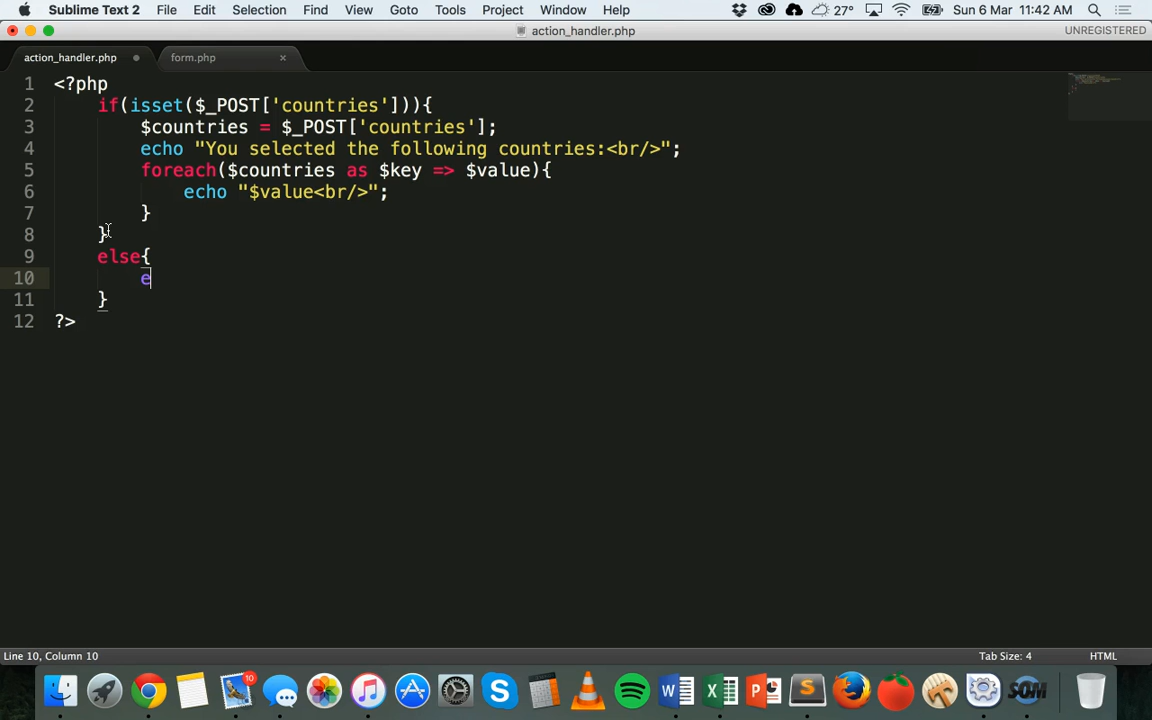 Sublime Text 2 File Edit Selection Find View Goto Tools Project Window Help 27° Sun 6 Mar 11:42 AM
action_handler.php UNREGISTERED
action_handler.php form.php ×
1 <?php
2 if(isset($_POST['countries'])){
3 $countries = $_POST['countries'];
4 echo "You selected the following countries:<br/>";
5 foreach($countries as $key => $value){
6 echo "$value<br/>";
7 }
8 }
9 else{
10 e
11 }
12 ?>
Line 10, Column 10 Tab Size: 4 HTML
10
SOM